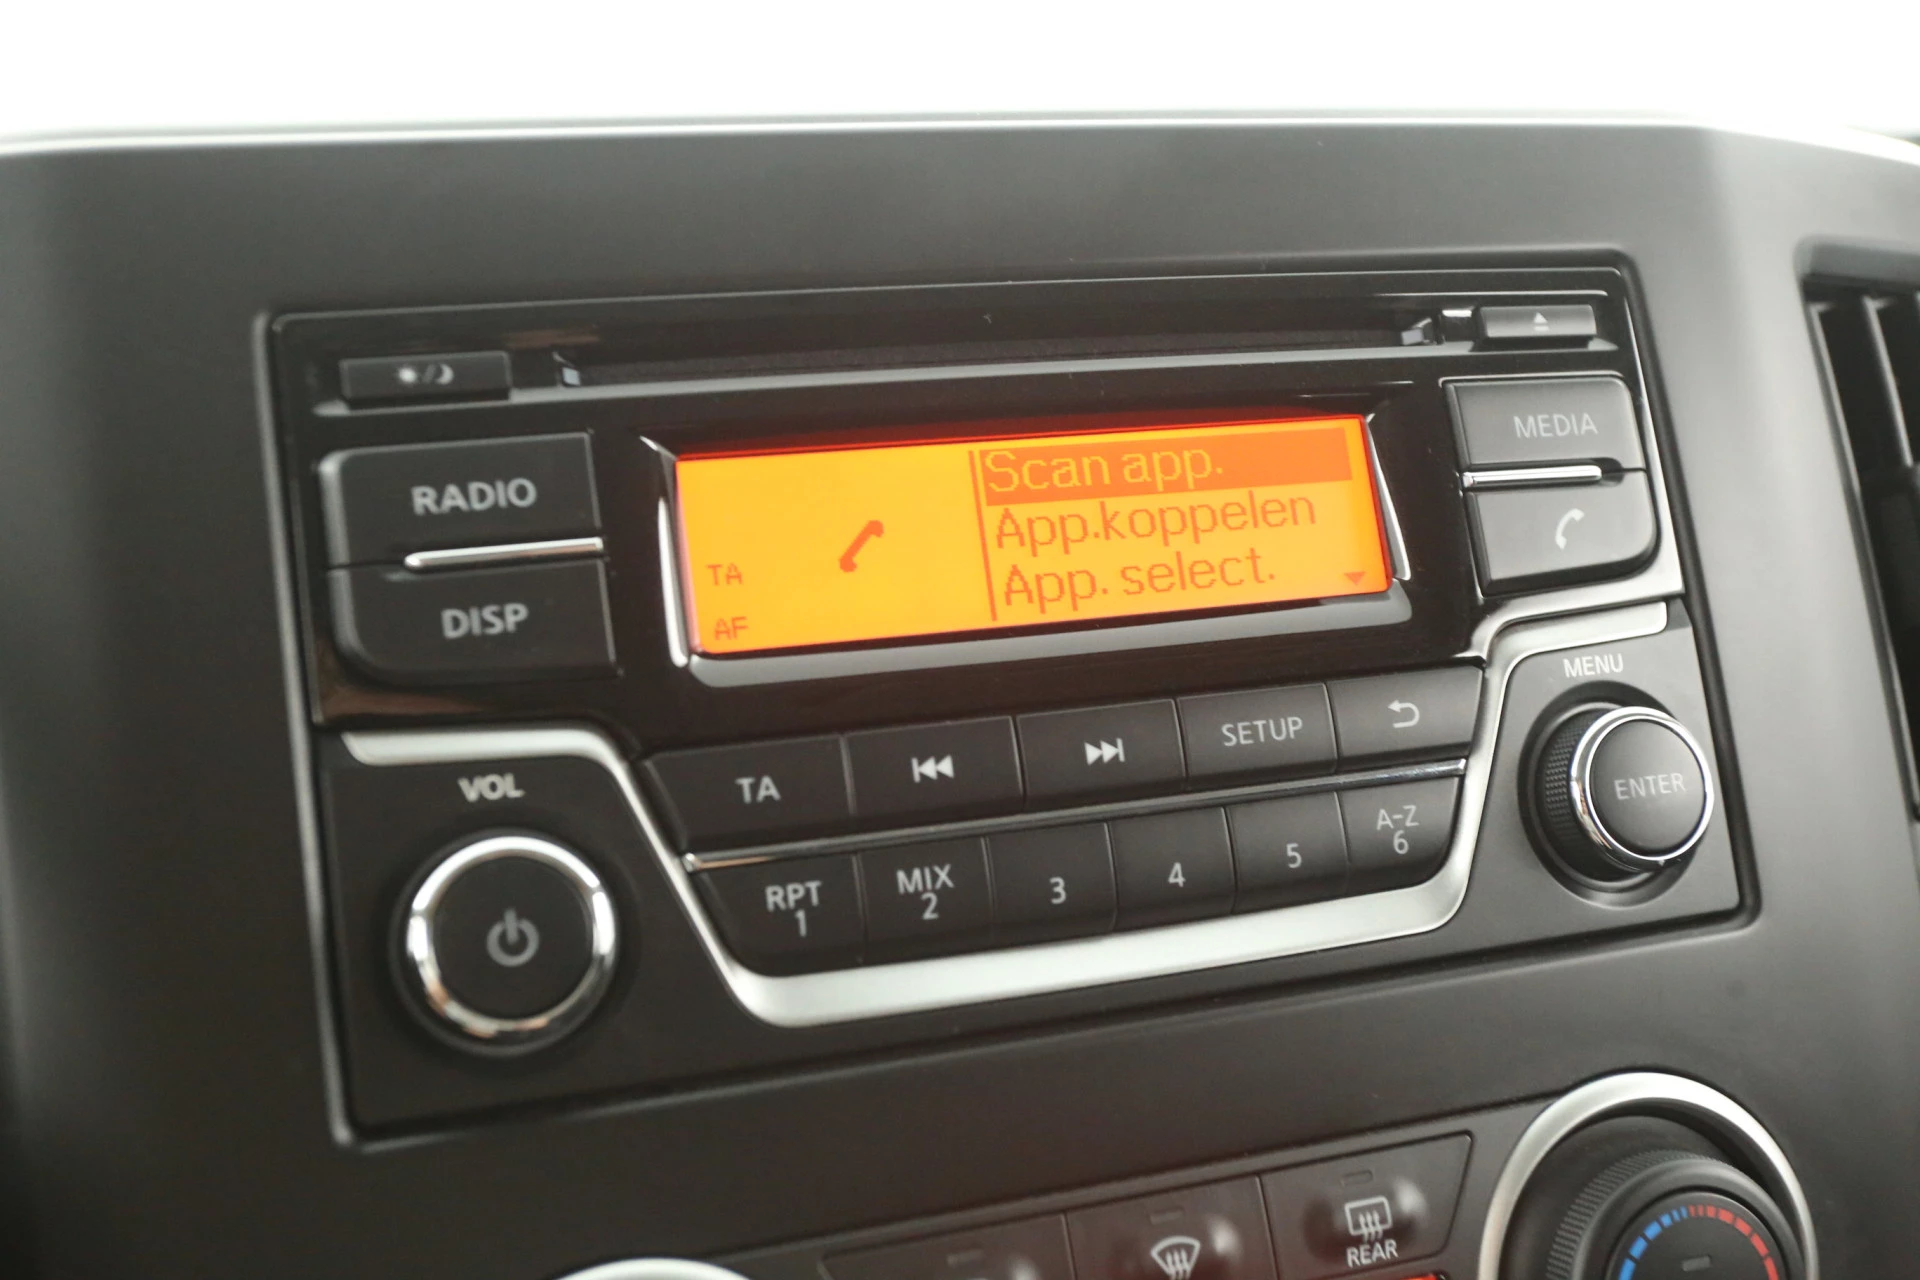 MEDIA
RADIO
Scan app.
App.koppelen
App. select.
TA
AF
DISP
MENU
VOL
TA
SETUP
ENTER
RPT
1
MIX
2
3
4
5
A-Z
6
REAR